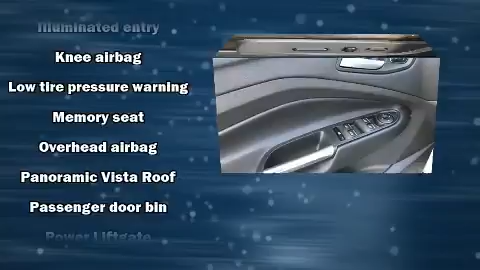 Illuminated entry
Knee airbag
Low tire pressure warning
Memory seat
Overhead airbag
Panoramic Vista Roof
Passenger door bin
Power Liftgate